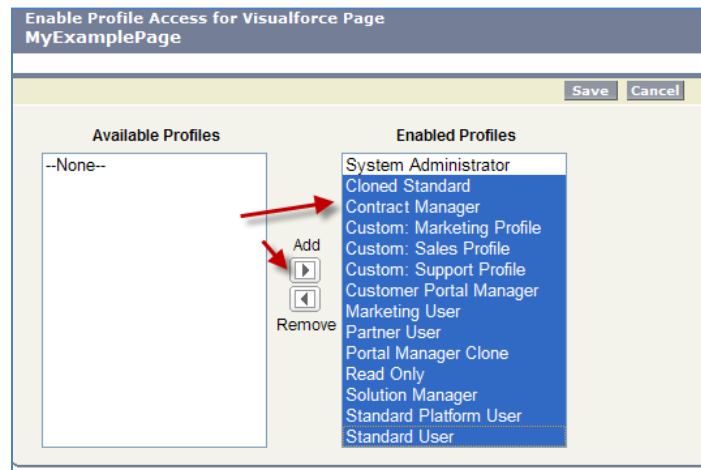 Enable Profile Access for Visualforce Page
MyExamplePage
Save Cancel
Available Profiles
Enabled Profiles
--None--
Add
Remove
System Administrator
Cloned Standard
Contract Manager
Custom: Marketing Profile
Custom: Sales Profile
Custom: Support Profile
Customer Portal Manager
Marketing User
Partner User
Portal Manager Clone
Read Only
Solution Manager
Standard Platform User
Standard User